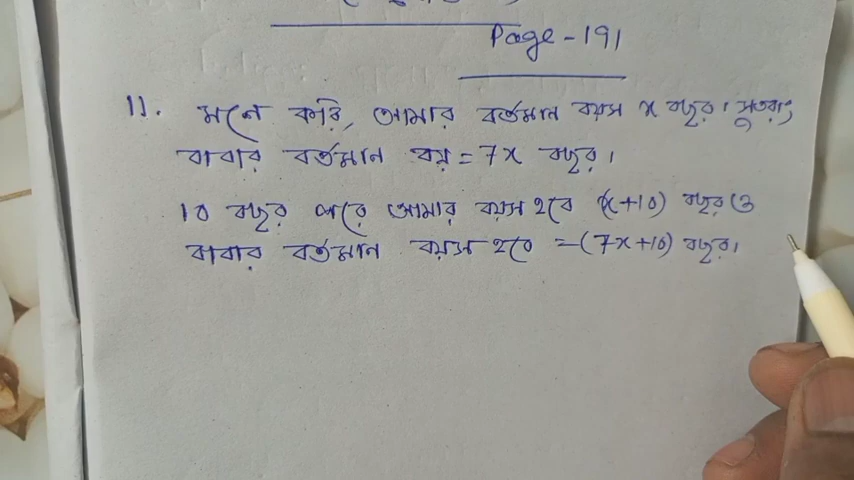 Page - 191
11. মনে করি, আমার বর্তমান বয়স x বছর। সুতরাং
বাবার বর্তমান বয় = 7x বছর।
10 বছর পরে আমার বয়স হবে (x+10) বছর ও
বাবার বর্তমান বয়স হবে =(7x+10) বছর।